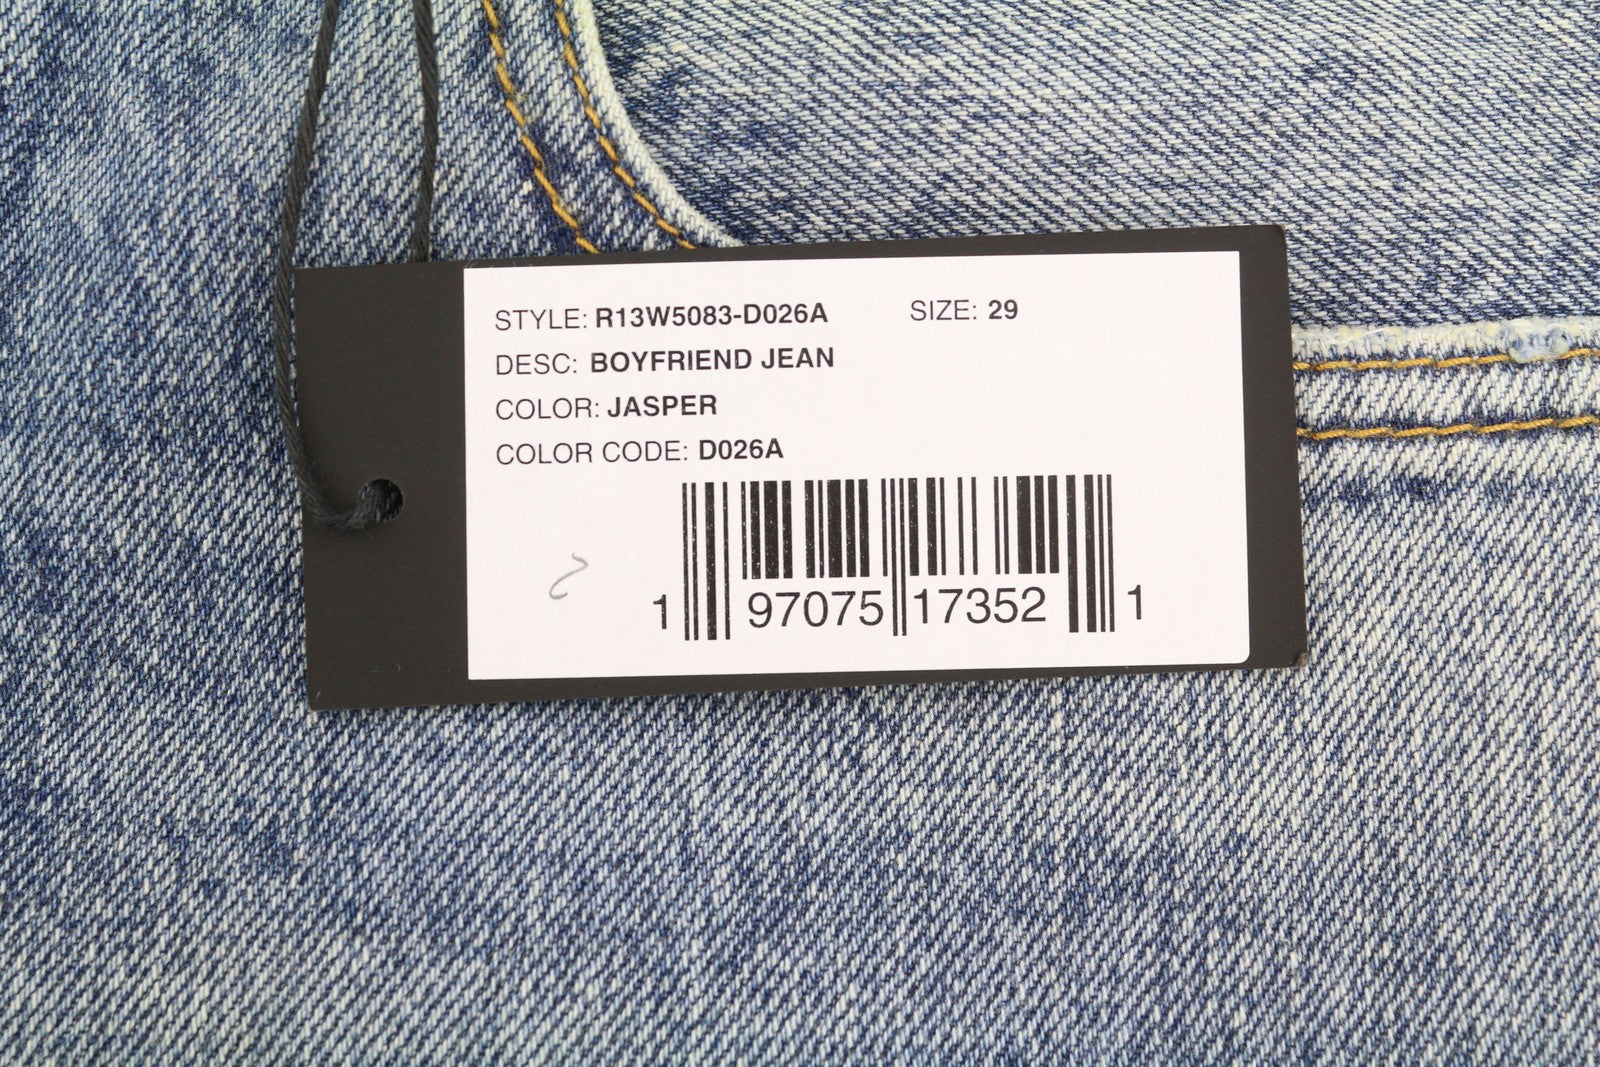 STYLE: R13W5083-D026A SIZE: 29
DESC: BOYFRIEND JEAN
COLOR: JASPER
COLOR CODE: D026A
1 97075 17352 1